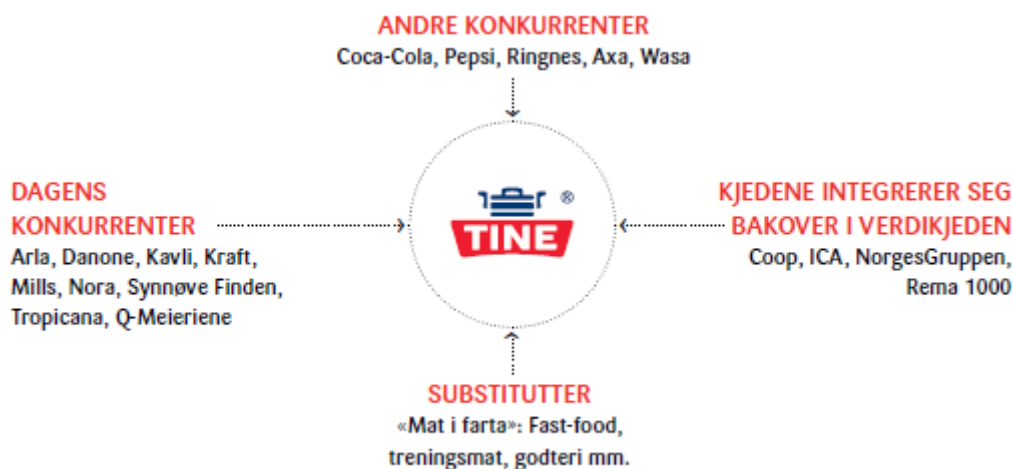 ANDRE KONKURRENTER
Coca-Cola, Pepsi, Ringnes, Axa, Wasa
DAGENS
KONKURRENTER
Arla, Danone, Kavli, Kraft,
Mills, Nora, Synnøve Finden,
Tropicana, Q-Meieriene
®
TINE
KJEDENE INTEGRERER SEG
BAKOVER I VERDIKJEDEN
Coop, ICA, NorgesGruppen,
Rema 1000
SUBSTITUTTER
«Mat i farta»: Fast-food,
treningsmat, godteri mm.